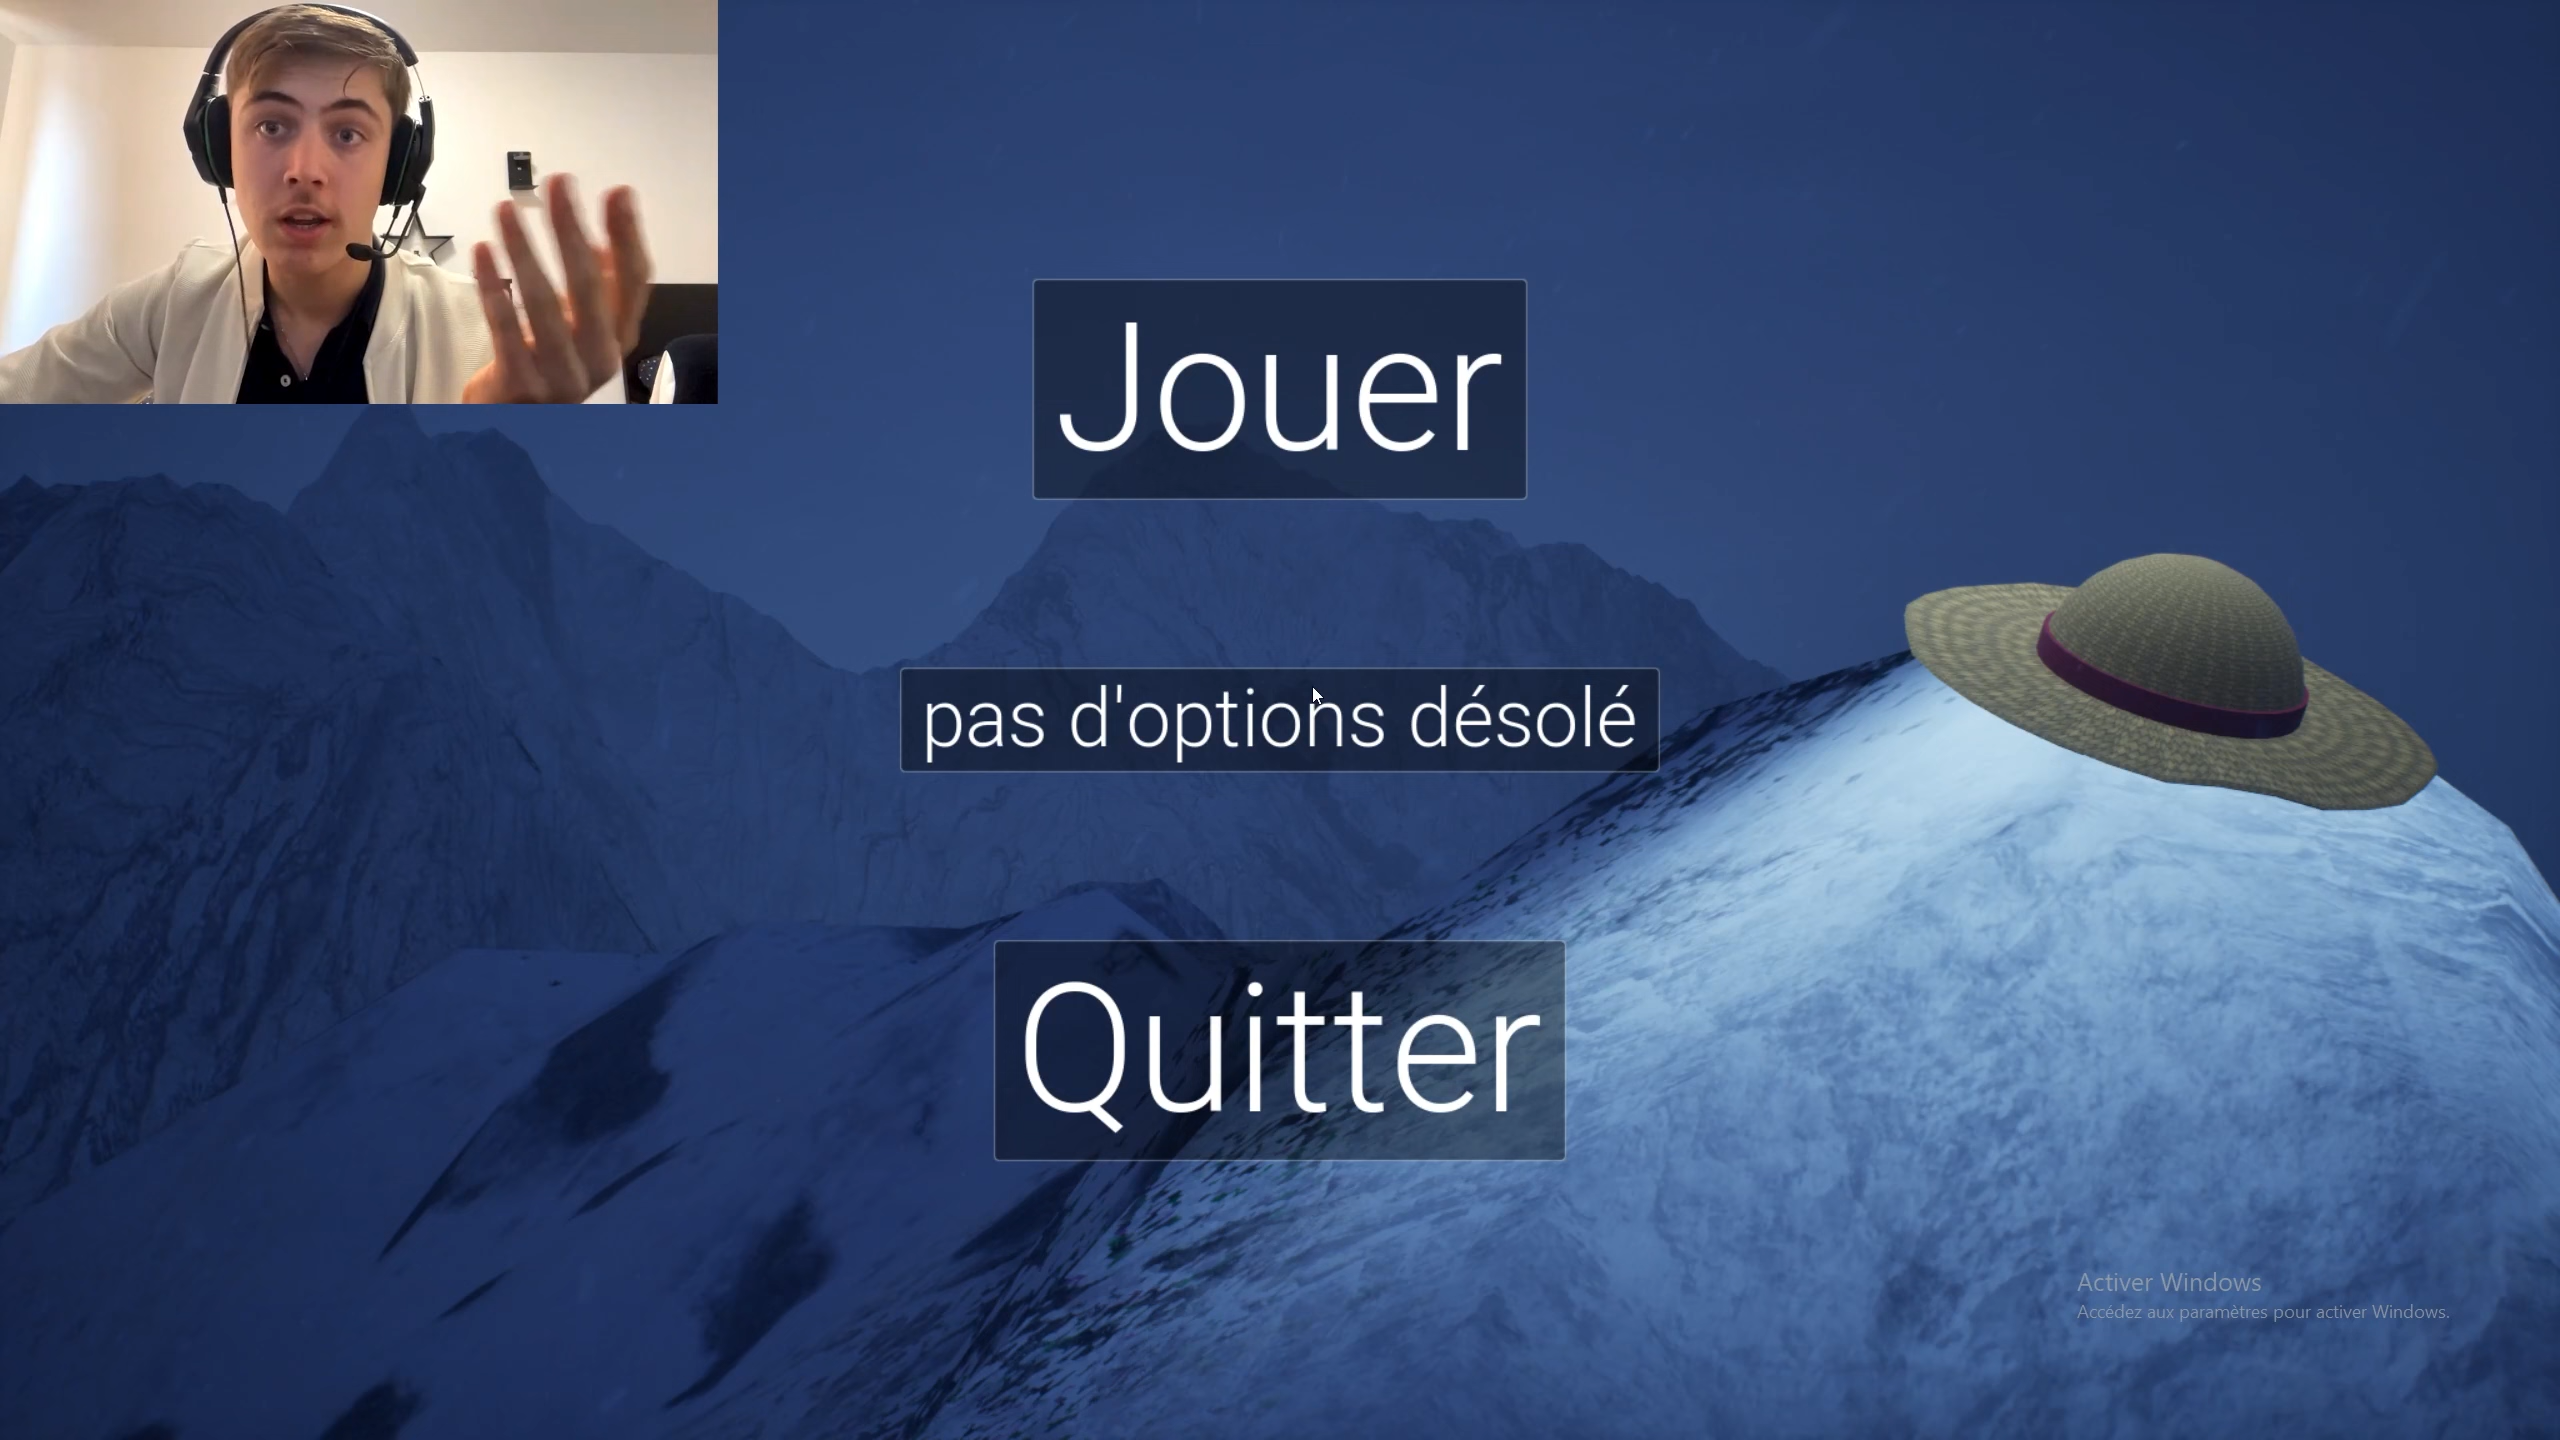 Jouer
pas d'options désolé
Quitter
Activer Windows
Accédez aux paramètres pour activer Windows.